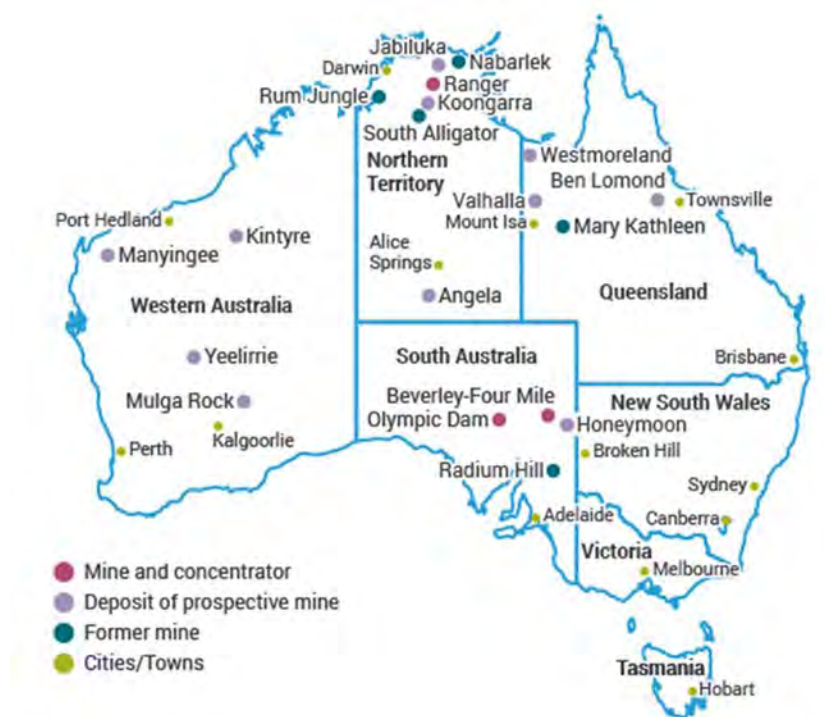 Jabiluka
Nabarlek
Darwin
Ranger
Rum Jungle
Koongarra
South Alligator
Northern
Territory
Westmoreland
Ben Lomond
Valhalla
Townsville
Mount Isa
Mary Kathleen
Port Hedland
Kintyre
Manyingee
Alice
Springs
Angela
Queensland
Western Australia
Yeelirrie
South Australia
Brisbane
Mulga Rock
Beverley-Four Mile
New South Wales
Olympic Dam
Honeymoon
Kalgoorlie
Perth
Broken Hill
Radium Hill
Sydney
Adelaide
Canberra
Victoria
Melbourne
Mine and concentrator
Deposit of prospective mine
Former mine
Cities/Towns
Tasmania
Hobart